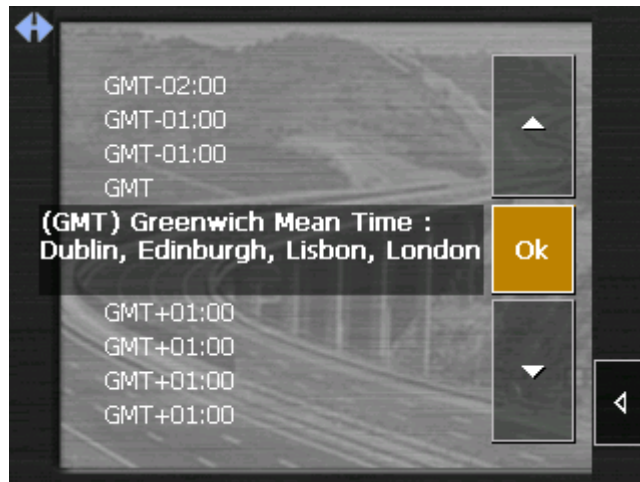 GMT-02:00
GMT-01:00
GMT-01:00
GMT
(GMT) Greenwich Mean Time :
Dublin, Edinburgh, Lisbon, London
Ok
GMT+01:00
GMT+01:00
GMT+01:00
GMT+01:00